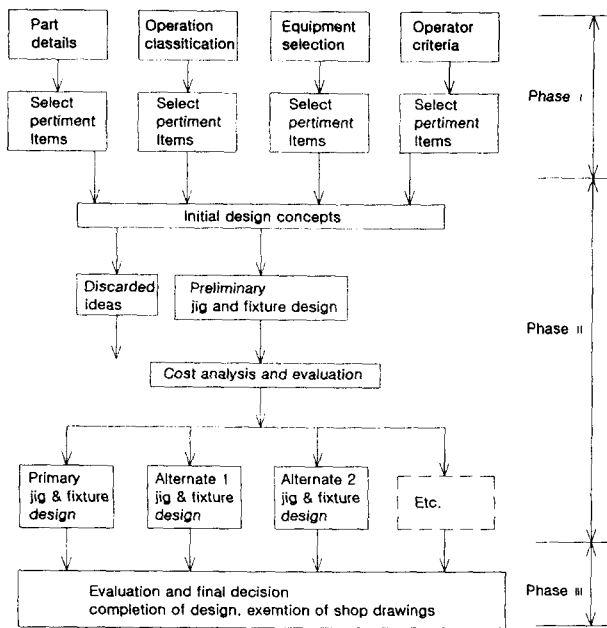 Part
details
Operation
classitication
Equipment
selection
Operator
criteria
Phase I
Select
pertiment
Items
Select
pertiment
Items
Select
pertiment
Items
Select
pertiment
Items
Initial design concepts
Discarded
ideas
Preliminary
jig and fixture design
Phase II
Cost analysis and evaluation
Primary
jig & fixture
design
Alternate 1
jig & fixture
design
Alternate 2
jig & fixture
design
Etc.
Evaluation and final decision
completion of design, exemtion of shop drawings
Phase III